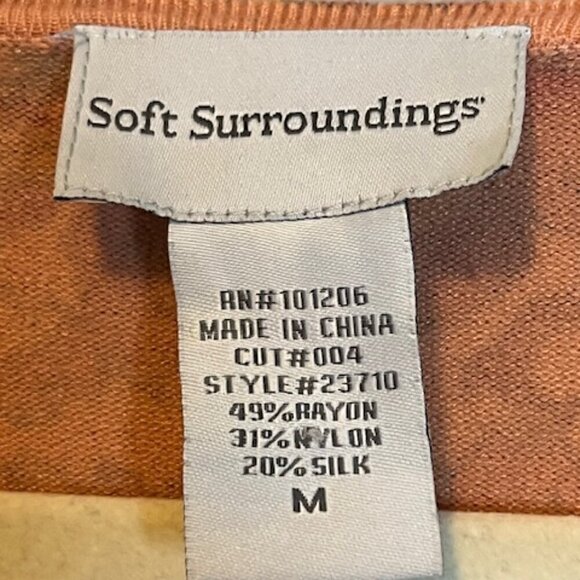 Soft Surroundings
RN#101206
MADE IN CHINA
CUT#004
STYLE#23710
49%RAYON
31%NYLON
20%SILK
M